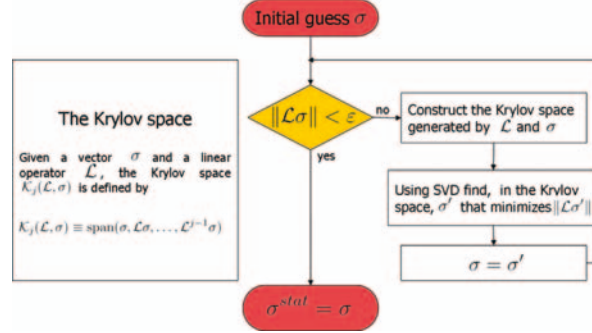 Initial guess σ
The Krylov space
Given a vector σ and a linear
operator ℒ, the Krylov space
𝒦ⱼ(ℒ, σ) is defined by
𝒦ⱼ(ℒ, σ) ≡ span(σ, ℒσ, . . . , ℒʲ⁻¹σ)
‖ℒσ‖ < ε
no
yes
Construct the Krylov space
generated by ℒ and σ
Using SVD find, in the Krylov
space, σ′ that minimizes ‖ℒσ′‖
σ = σ′
σˢᵗᵃᵗ = σ